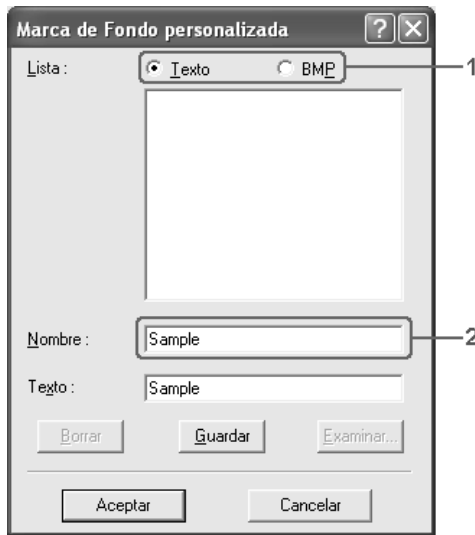 Marca de Fondo personalizada
Lista : Texto BMP 1
Nombre : Sample 2
Texto : Sample
Borrar Guardar Examinar...
Aceptar Cancelar